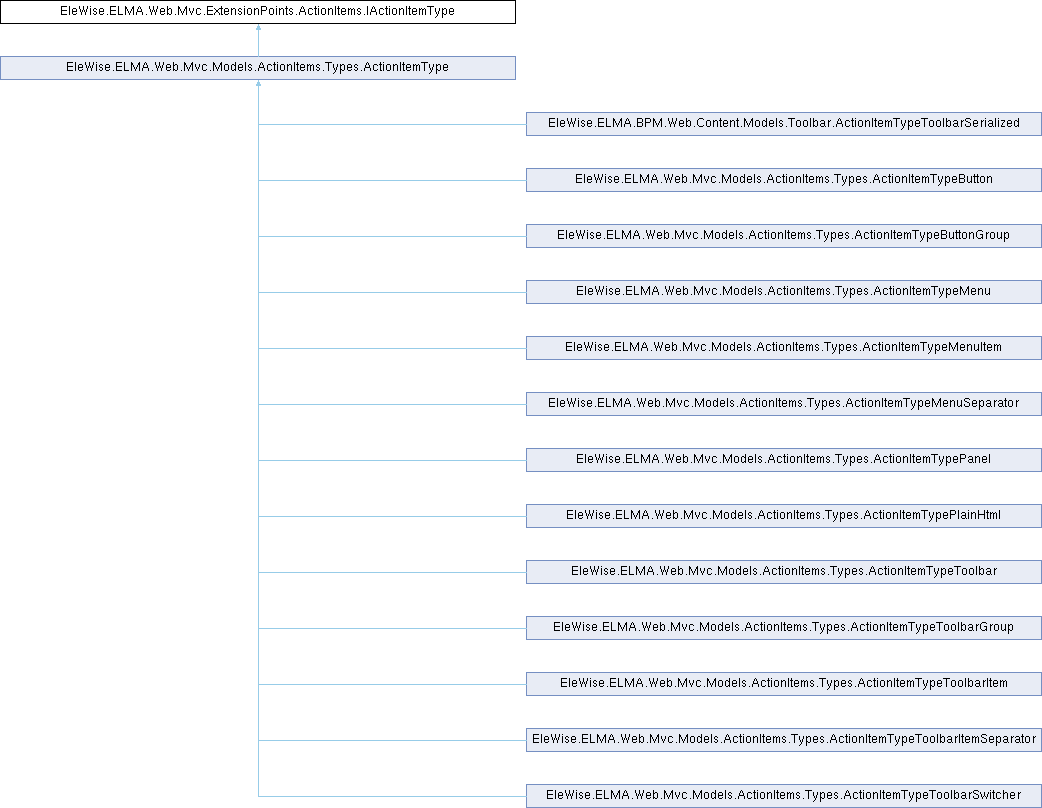 EleWise.ELMA.Web.Mvc.ExtensionPoints.ActionItems.IActionItemType
EleWise.ELMA.Web.Mvc.Models.ActionItems.Types.ActionItemType
EleWise.ELMA.BPM.Web.Content.Models.Toolbar.ActionItemTypeToolbarSerialized
EleWise.ELMA.Web.Mvc.Models.ActionItems.Types.ActionItemTypeButton
EleWise.ELMA.Web.Mvc.Models.ActionItems.Types.ActionItemTypeButtonGroup
EleWise.ELMA.Web.Mvc.Models.ActionItems.Types.ActionItemTypeMenu
EleWise.ELMA.Web.Mvc.Models.ActionItems.Types.ActionItemTypeMenuItem
EleWise.ELMA.Web.Mvc.Models.ActionItems.Types.ActionItemTypeMenuSeparator
EleWise.ELMA.Web.Mvc.Models.ActionItems.Types.ActionItemTypePanel
EleWise.ELMA.Web.Mvc.Models.ActionItems.Types.ActionItemTypePlainHtml
EleWise.ELMA.Web.Mvc.Models.ActionItems.Types.ActionItemTypeToolbar
EleWise.ELMA.Web.Mvc.Models.ActionItems.Types.ActionItemTypeToolbarGroup
EleWise.ELMA.Web.Mvc.Models.ActionItems.Types.ActionItemTypeToolbarItem
EleWise.ELMA.Web.Mvc.Models.ActionItems.Types.ActionItemTypeToolbarItemSeparator
EleWise.ELMA.Web.Mvc.Models.ActionItems.Types.ActionItemTypeToolbarSwitcher